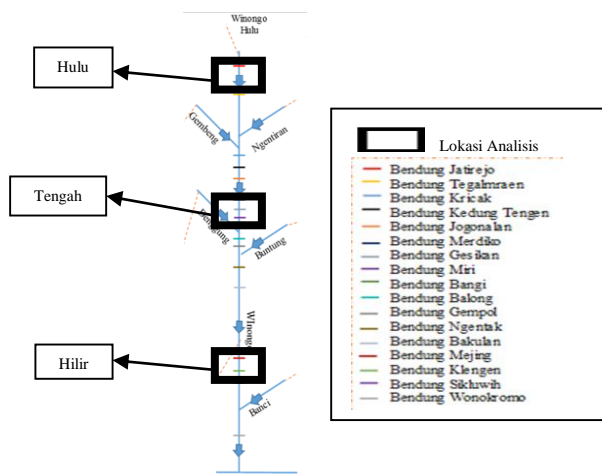 Winongo
Hulu
Hulu
Gembeng
Ngentiran
Tengah
Buntung
Winongo
Hilir
Banci
Lokasi Analisis
Bendung Jatirejo
Bendung Tegalmraen
Bendung Kricak
Bendung Kedung Tengen
Bendung Jogonalan
Bendung Merdiko
Bendung Gesikan
Bendung Miri
Bendung Bangi
Bendung Balong
Bendung Gempol
Bendung Ngentak
Bendung Bakulan
Bendung Mejing
Bendung Klengen
Bendung Sikluwih
Bendung Wonokromo